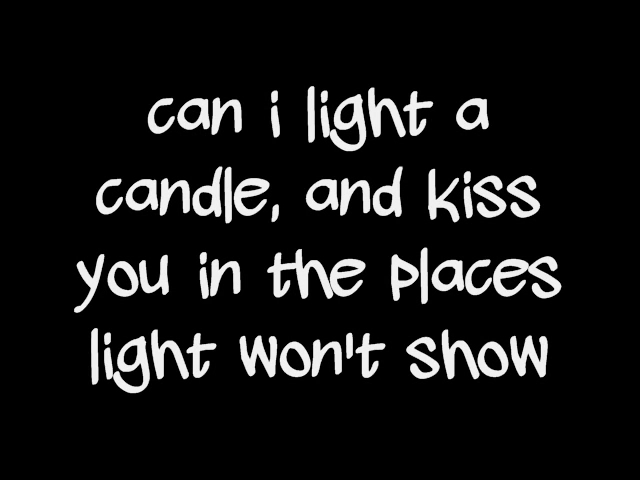 can i light a
candle, and kiss
you in the places
light won't show